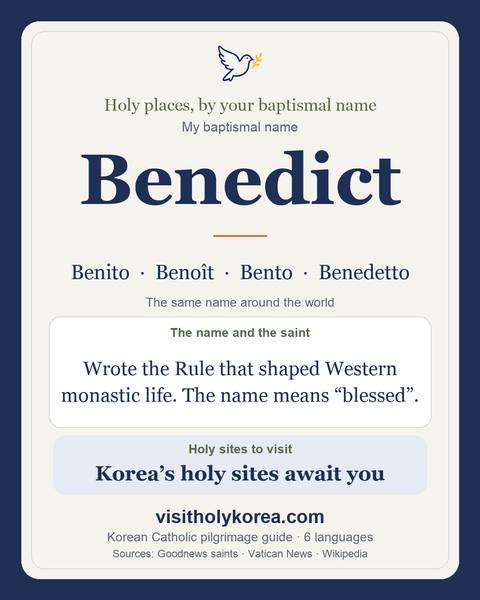 Holy places, by your baptismal name
My baptismal name
Benedict
Benito · Benoît · Bento · Benedetto
The same name around the world
The name and the saint
Wrote the Rule that shaped Western
monastic life. The name means “blessed”.
Holy sites to visit
Korea’s holy sites await you
visitholykorea.com
Korean Catholic pilgrimage guide · 6 languages
Sources: Goodnews saints · Vatican News · Wikipedia